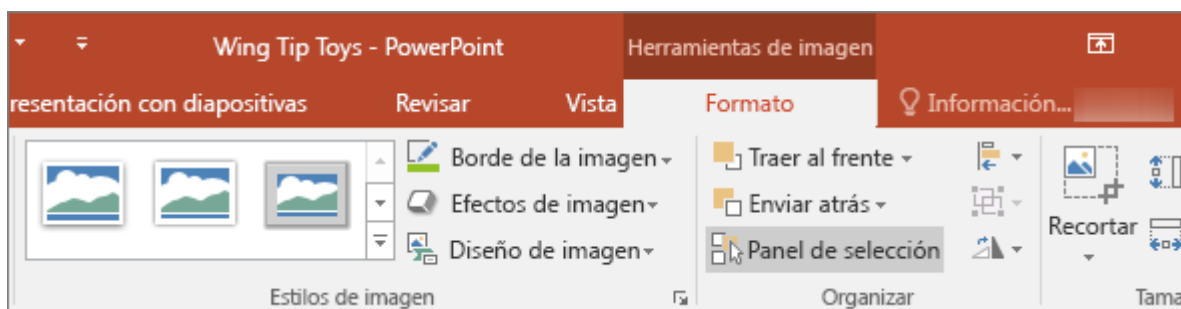 Wing Tip Toys - PowerPoint
Herramientas de imagen
resentación con diapositivas
Revisar
Vista
Formato
Información...
Borde de la imagen
Traer al frente
Efectos de imagen
Enviar atrás
Diseño de imagen
Panel de selección
Recortar
Estilos de imagen
Organizar
Tama